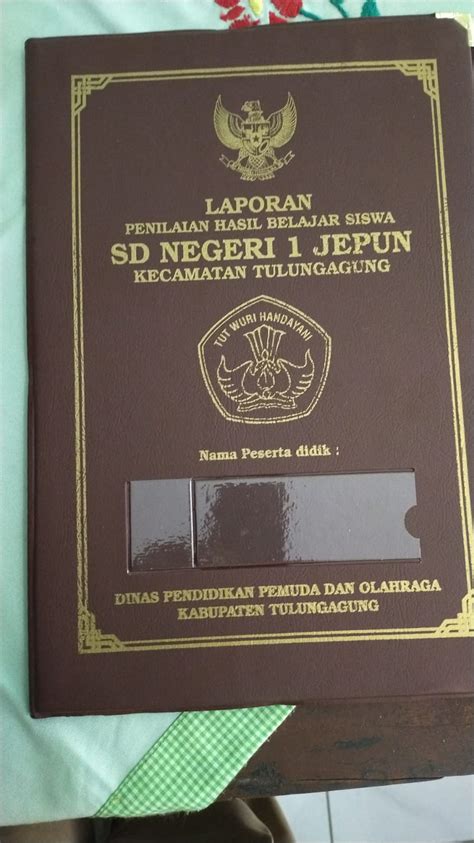 LAPORAN
PENILAIAN HASIL BELAJAR SISWA
SD NEGERI 1 JEPUN
KECAMATAN TULUNGAGUNG
TUT WURI HANDAYANI
Nama Peserta didik :
DINAS PENDIDIKAN PEMUDA DAN OLAHRAGA
KABUPATEN TULUNGAGUNG